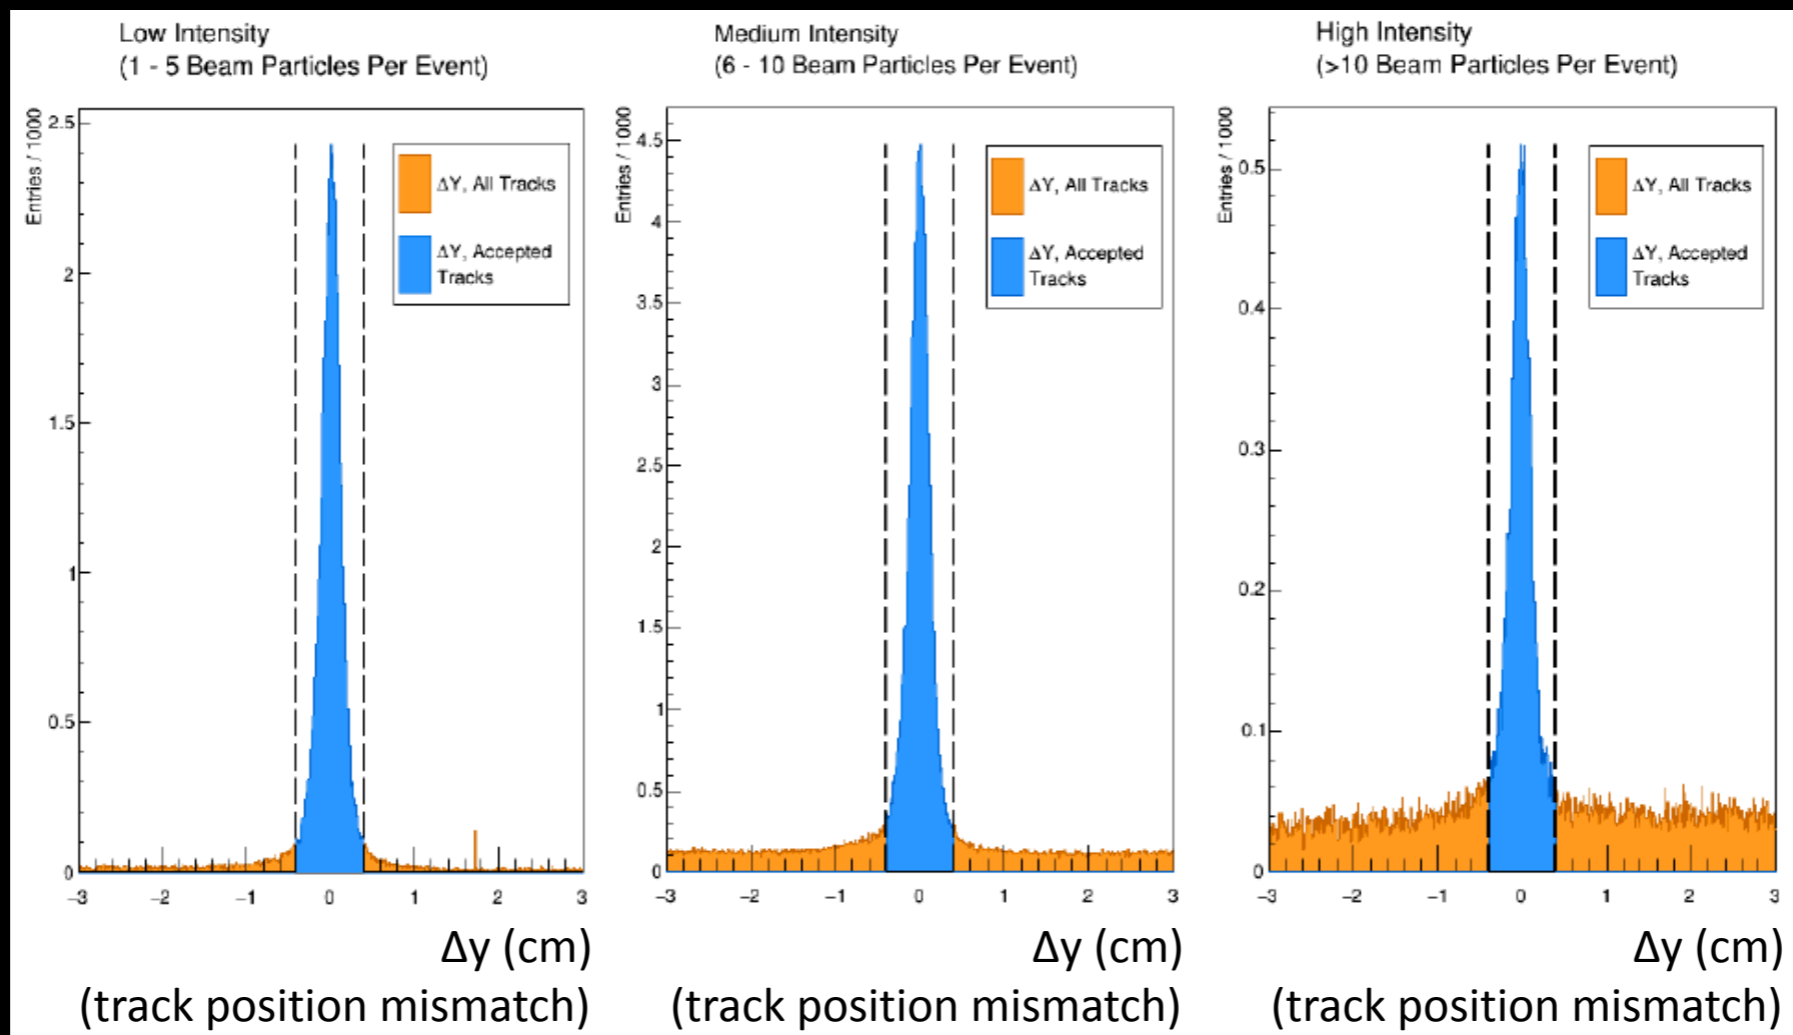 Low Intensity
(1 - 5 Beam Particles Per Event)
Entries / 1000
2.5
2
1.5
1
0.5
0
−3
−2
−1
0
1
2
3
ΔY, All Tracks
ΔY, Accepted
Tracks
Δy (cm)
(track position mismatch)
Medium Intensity
(6 - 10 Beam Particles Per Event)
Entries / 1000
4.5
4
3.5
3
2.5
2
1.5
1
0.5
0
−3
−2
−1
0
1
2
3
ΔY, All Tracks
ΔY, Accepted
Tracks
Δy (cm)
(track position mismatch)
High Intensity
(>10 Beam Particles Per Event)
Entries / 1000
0.5
0.4
0.3
0.2
0.1
0
−3
−2
−1
0
1
2
3
ΔY, All Tracks
ΔY, Accepted
Tracks
Δy (cm)
(track position mismatch)